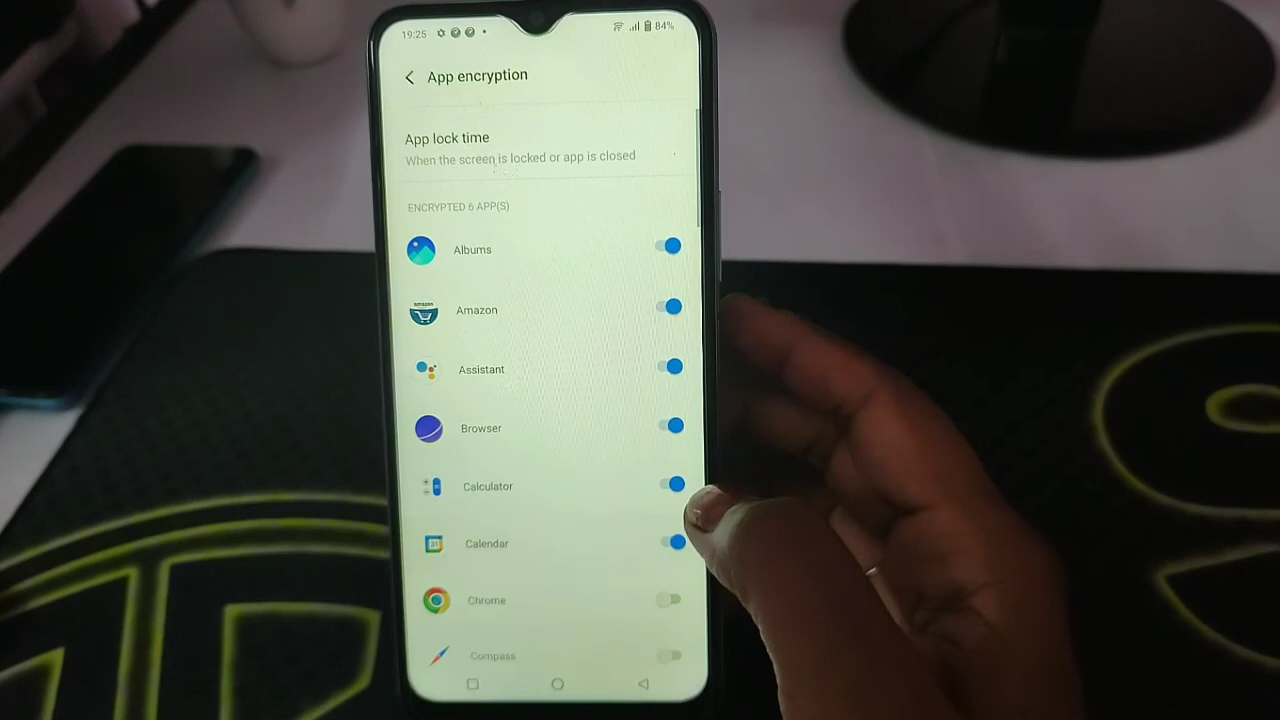 19:25 84%
App encryption
App lock time
When the screen is locked or app is closed
ENCRYPTED 6 APP(S)
Albums
amazon
Amazon
Assistant
Browser
Calculator
31
Calendar
Chrome
Compass